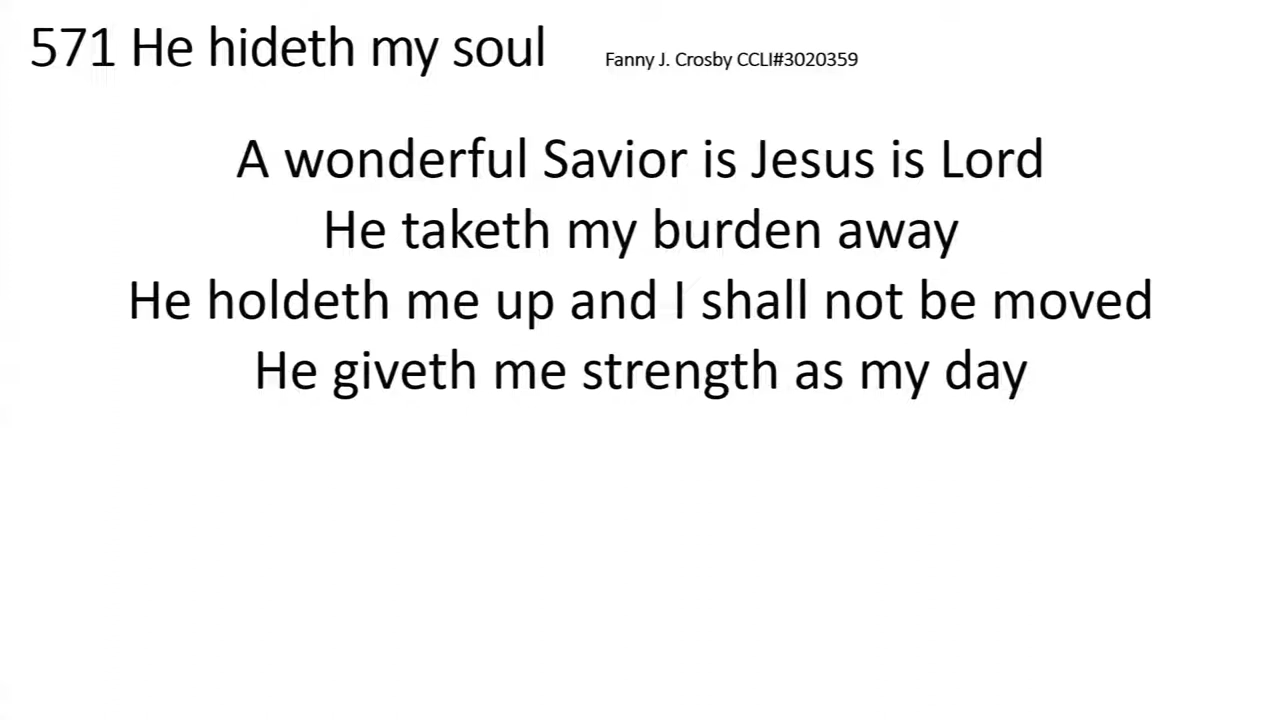 571 He hideth my soul Fanny J. Crosby CCLI#3020359
A wonderful Savior is Jesus is Lord
He taketh my burden away
He holdeth me up and I shall not be moved
He giveth me strength as my day